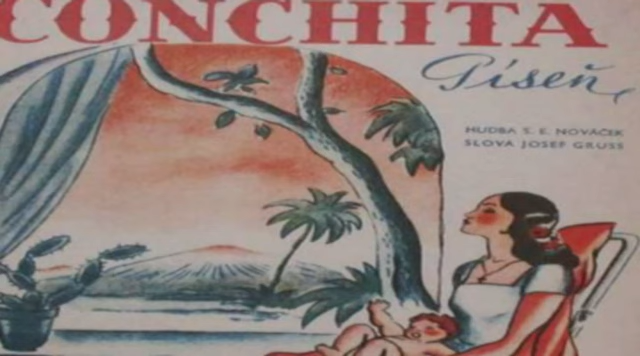 CONCHITA
Píseň
HUDBA S. E. NOVÁČEK
SLOVA JOSEF GRUSS